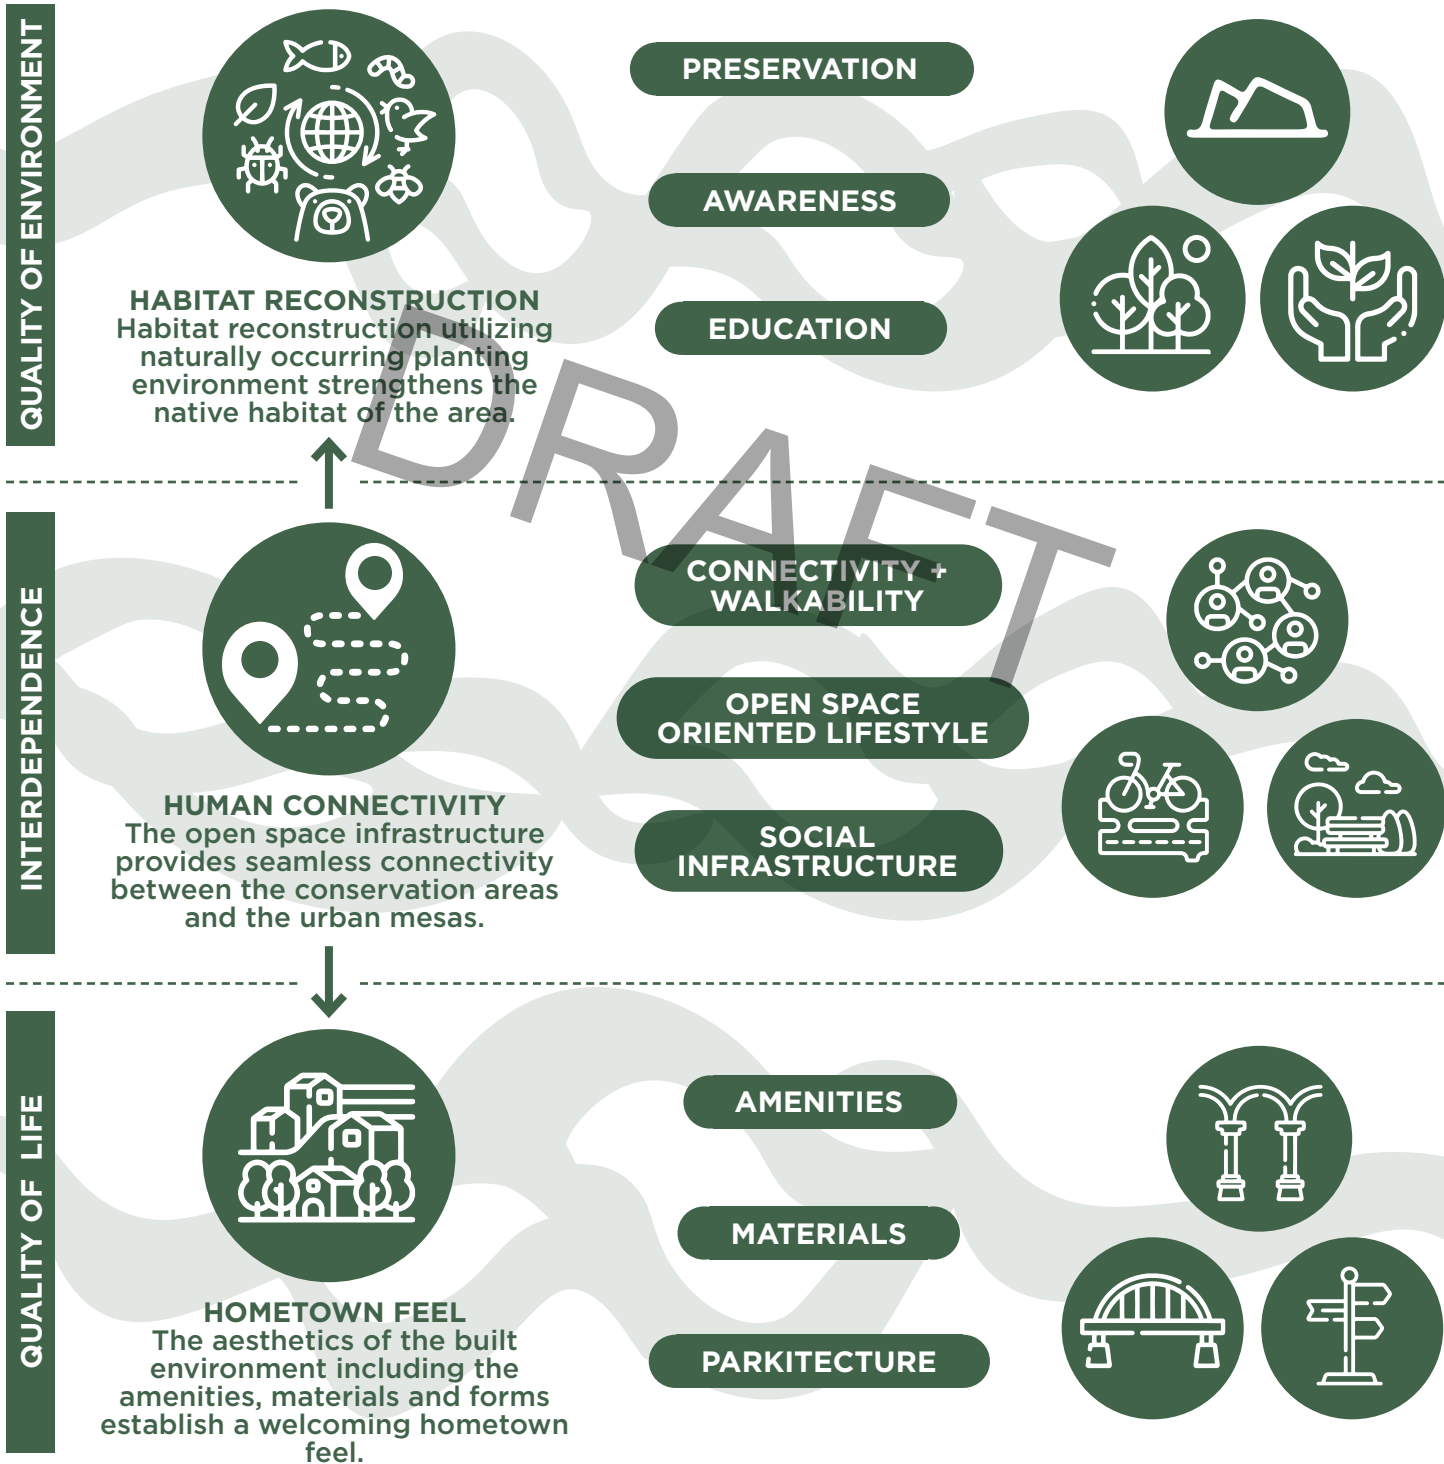 QUALITY OF ENVIRONMENT
HABITAT RECONSTRUCTION
Habitat reconstruction utilizing
naturally occurring planting
environment strengthens the
native habitat of the area.
PRESERVATION
AWARENESS
EDUCATION
DRAFT
INTERDEPENDENCE
HUMAN CONNECTIVITY
The open space infrastructure
provides seamless connectivity
between the conservation areas
and the urban mesas.
CONNECTIVITY +
WALKABILITY
OPEN SPACE
ORIENTED LIFESTYLE
SOCIAL
INFRASTRUCTURE
QUALITY OF LIFE
HOMETOWN FEEL
The aesthetics of the built
environment including the
amenities, materials and forms
establish a welcoming hometown
feel.
AMENITIES
MATERIALS
PARKITECTURE